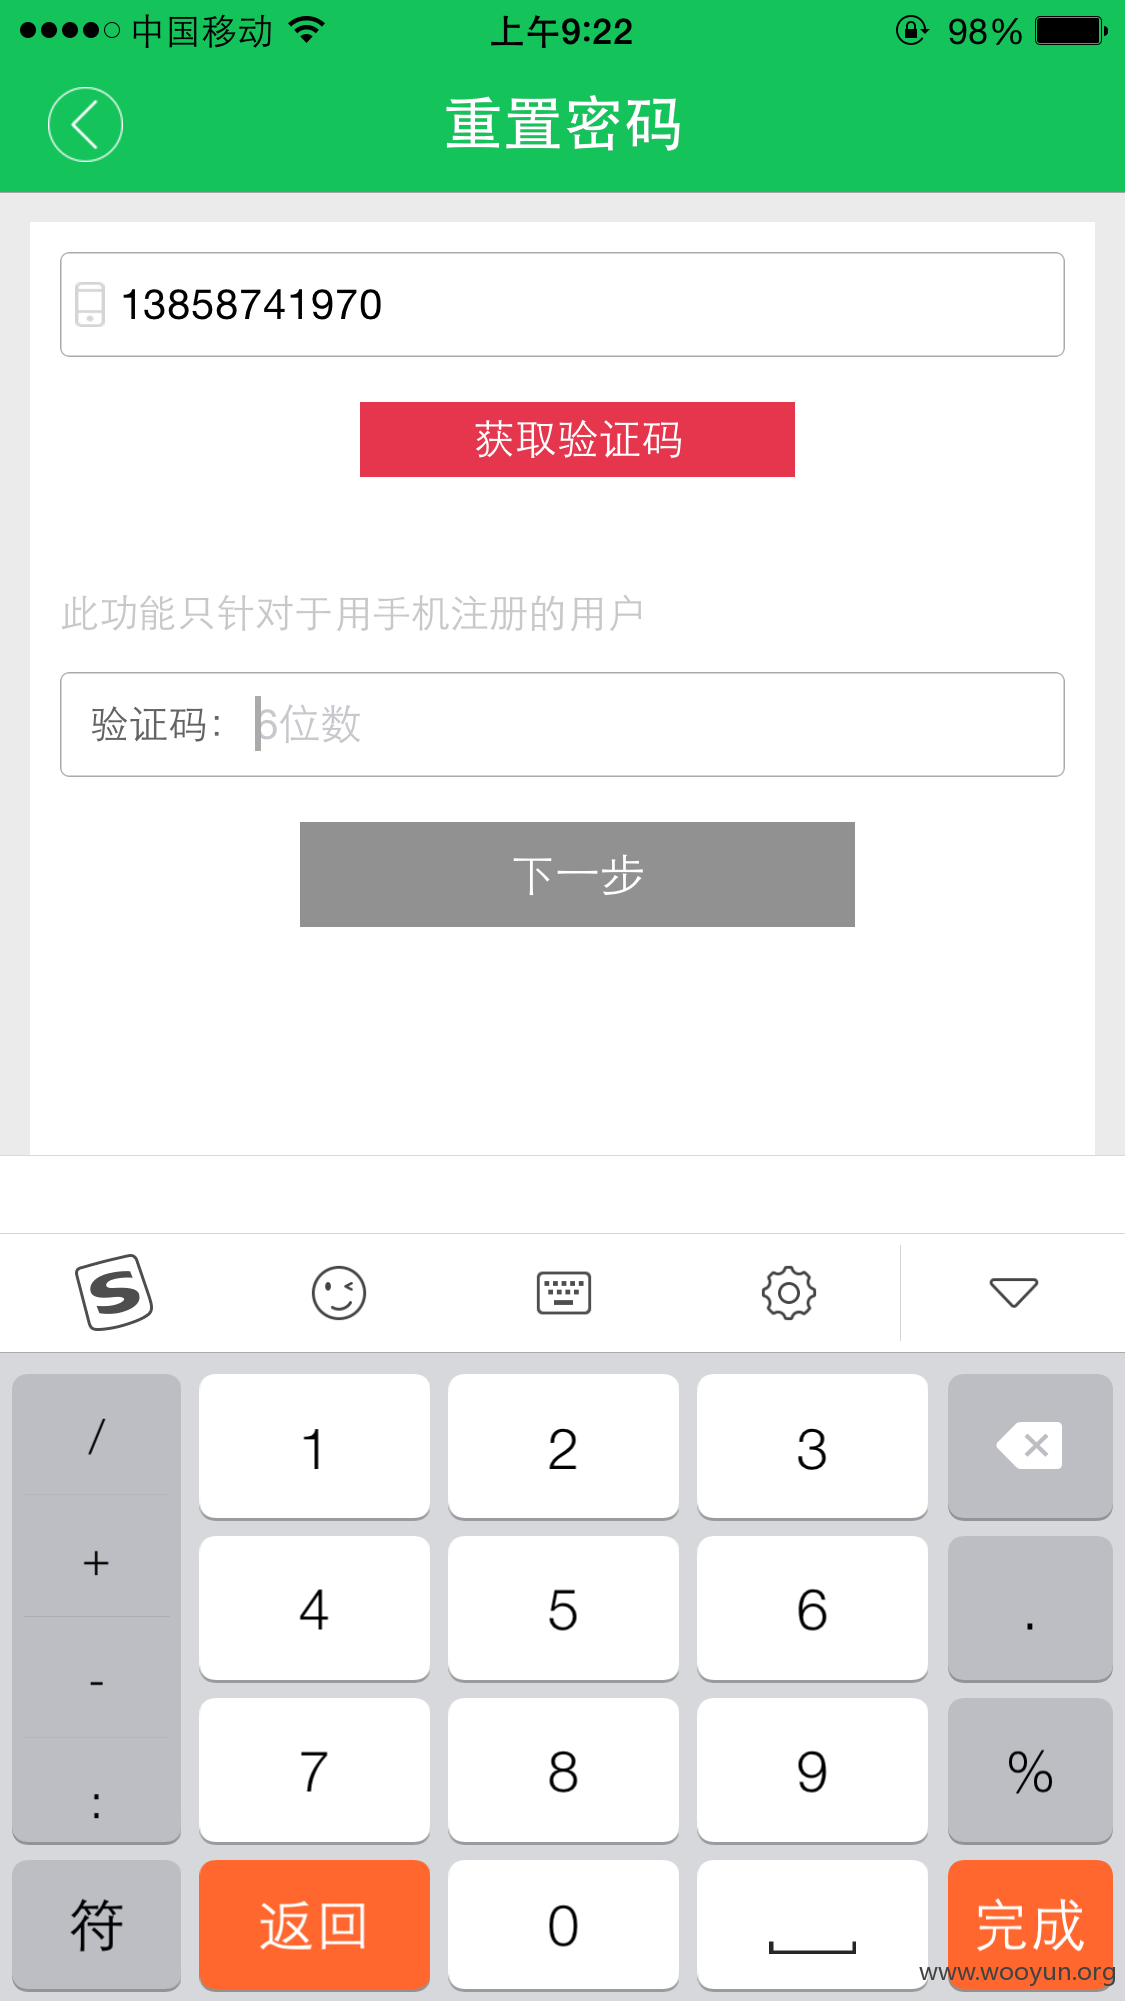 中国移动 上午9:22 98%
重置密码
13858741970
获取验证码
此功能只针对于用手机注册的用户
验证码： 6位数
下一步
S
/ 1 2 3
+ 4 5 6 .
- 7 8 9 %
:
符 返回 0 完成
www.wooyun.org